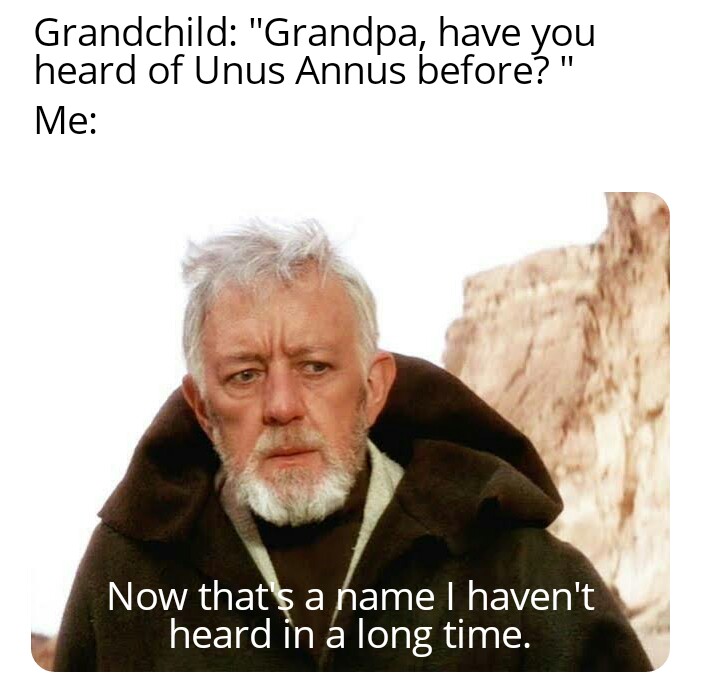 Grandchild: "Grandpa, have you
heard of Unus Annus before? "
Me:
Now that's a name I haven't
heard in a long time.